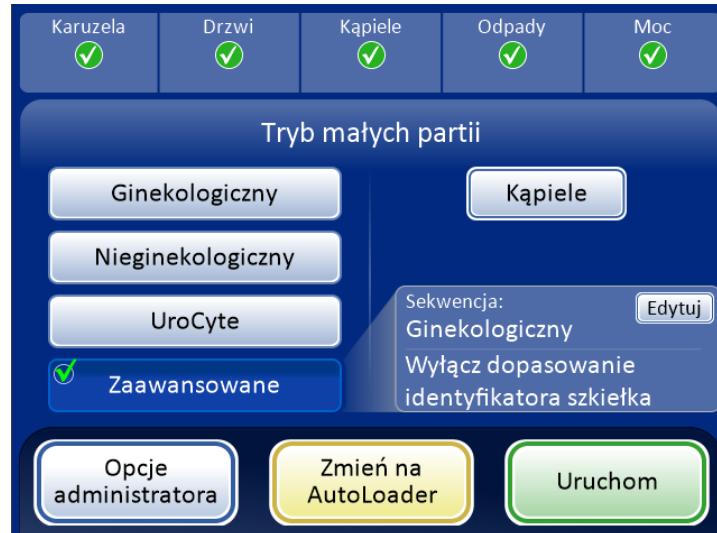 Karuzela Drzwi Kąpiele Odpady Moc
Tryb małych partii
Ginekologiczny
Kąpiele
Nieginekologiczny
UroCyte
Zaawansowane
Sekwencja:
Ginekologiczny
Edytuj
Wyłącz dopasowanie
identyfikatora szkiełka
Opcje
administratora
Zmień na
AutoLoader
Uruchom